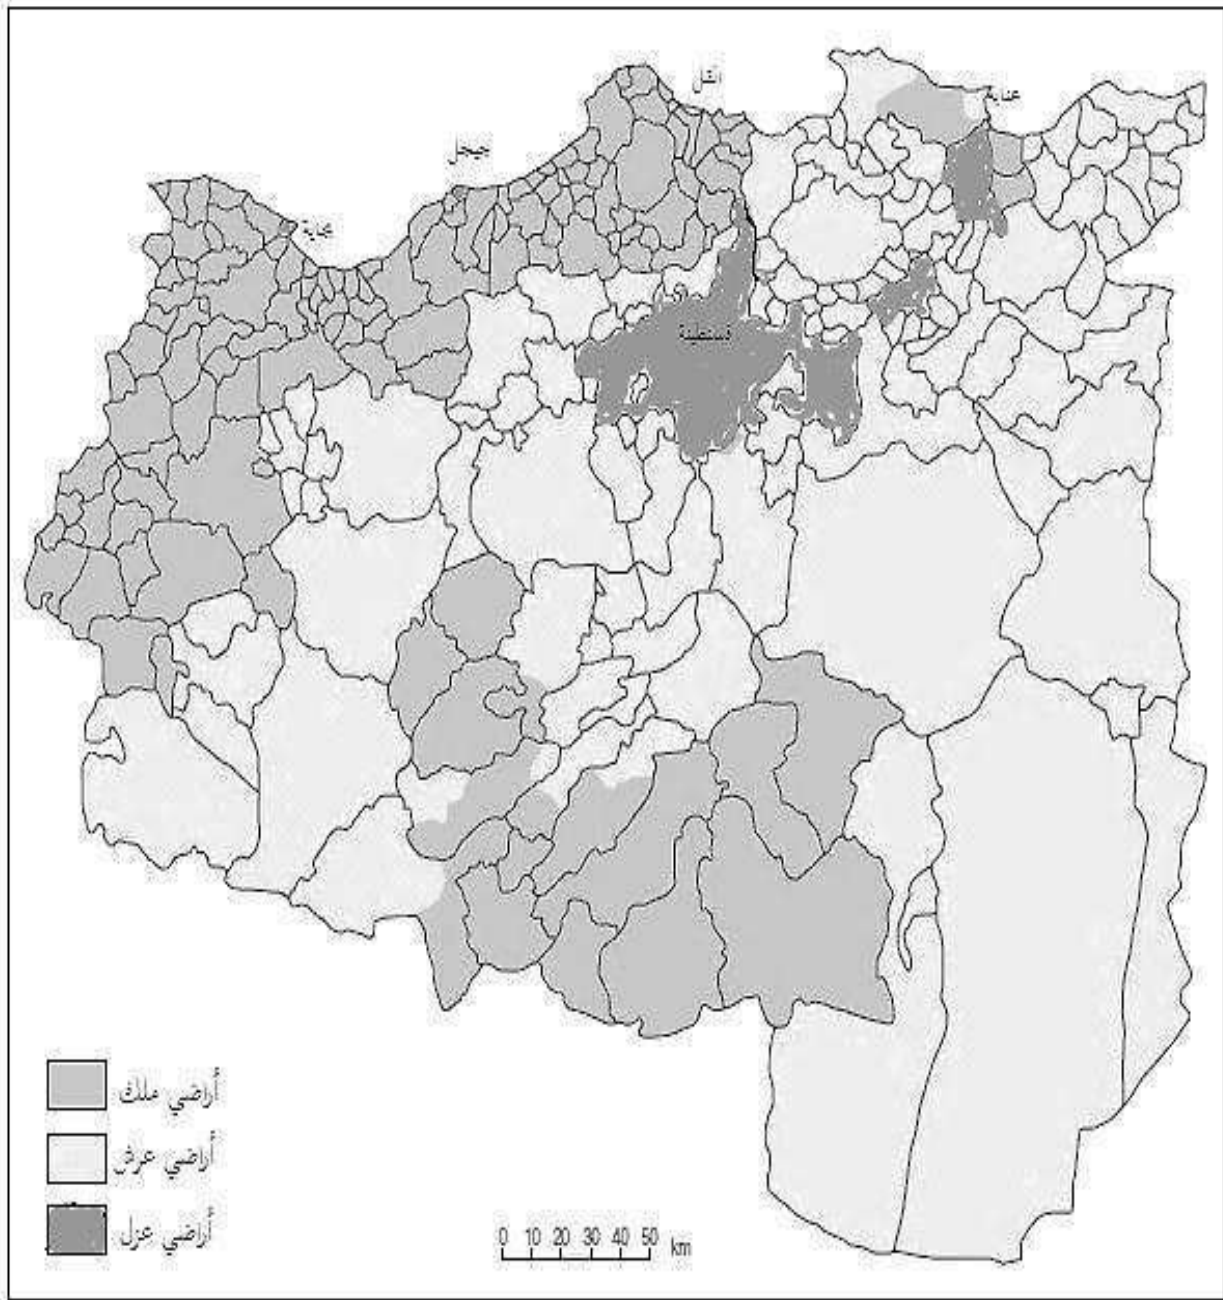 القل
عنابة
جيجل
بجاية
قسنطينة
أراضي ملك
أراضي عرش
أراضي عزل
0 10 20 30 40 50 km